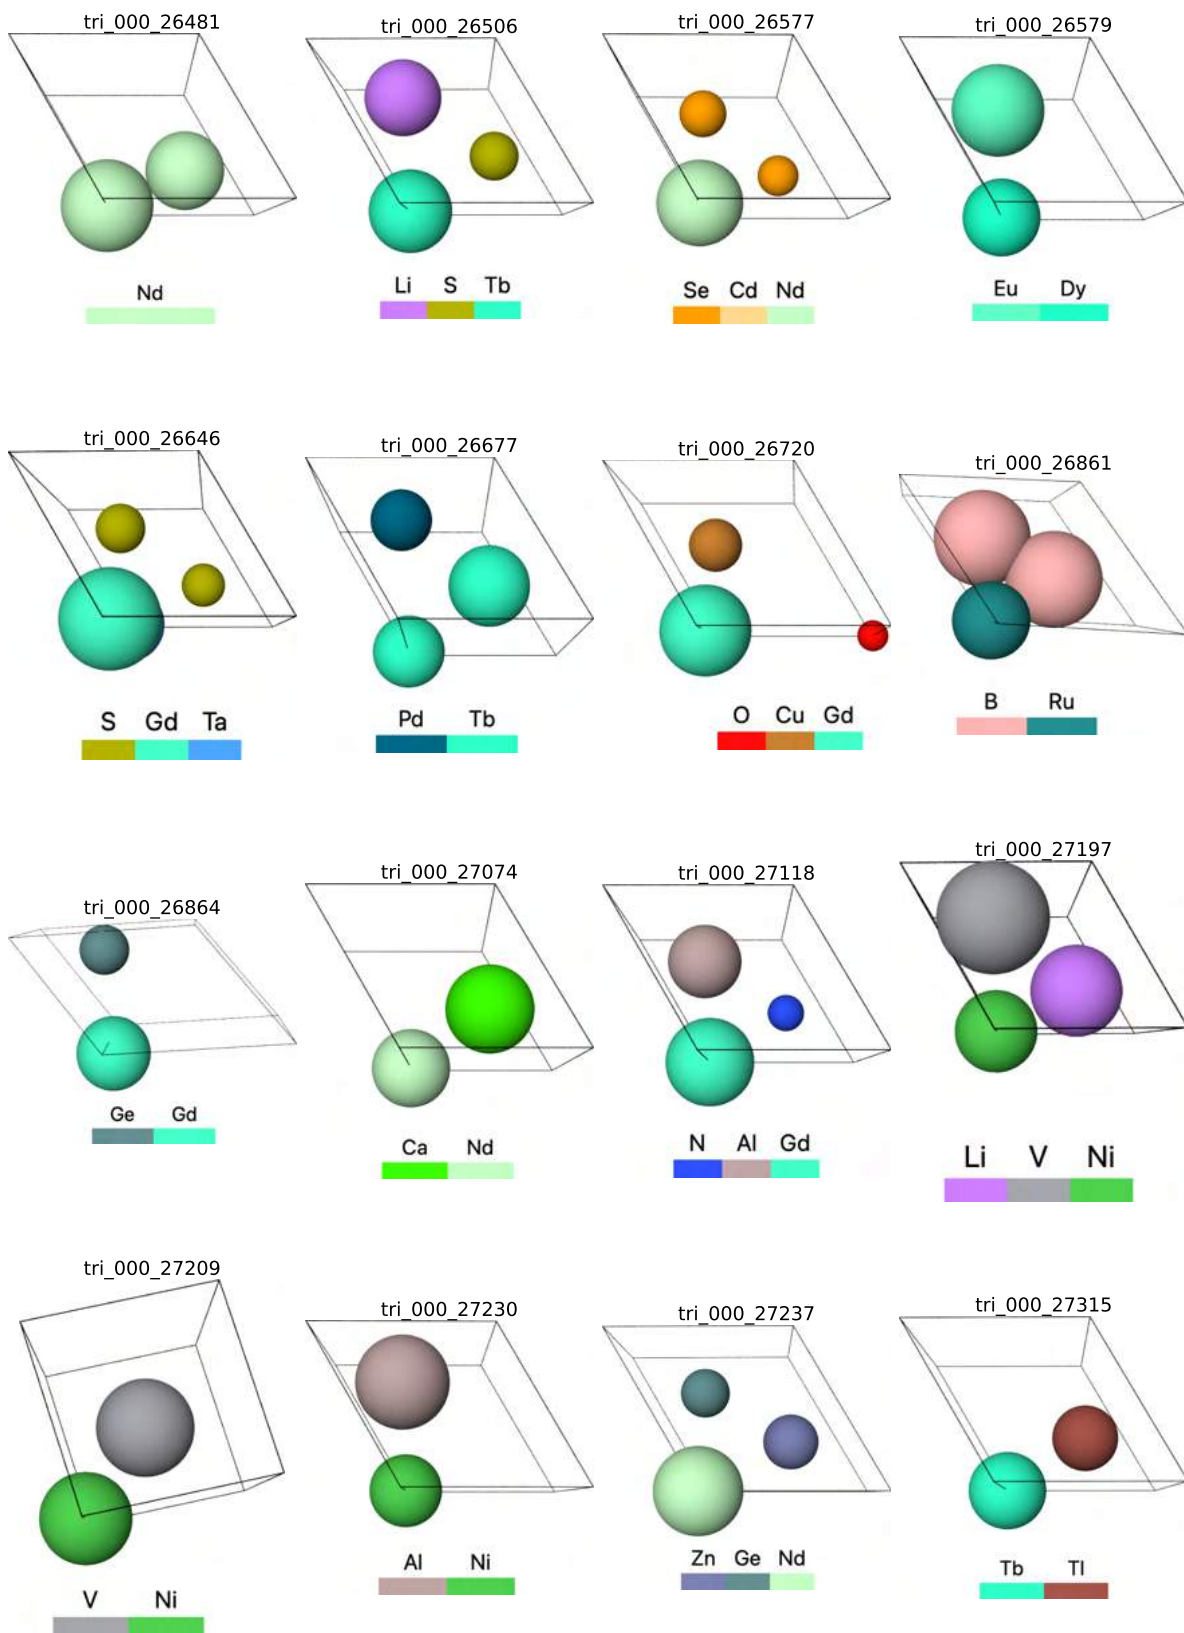 tri_000_26481 tri_000_26506 tri_000_26577 tri_000_26579
Nd
Li S Tb
Se Cd Nd
Eu Dy
tri_000_26646 tri_000_26677 tri_000_26720 tri_000_26861
S Gd Ta
Pd Tb
O Cu Gd
B Ru
tri_000_26864 tri_000_27074 tri_000_27118 tri_000_27197
Ge Gd
Ca Nd
N Al Gd
Li V Ni
tri_000_27209 tri_000_27230 tri_000_27237 tri_000_27315
V Ni
Al Ni
Zn Ge Nd
Tb Tl